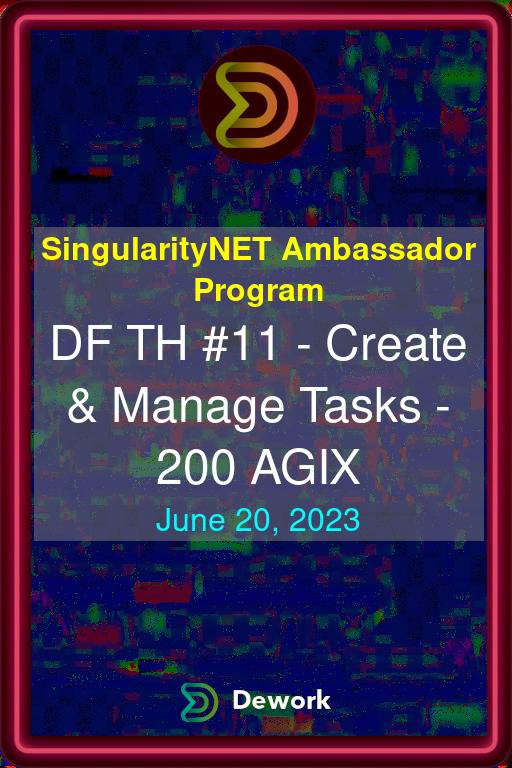 SingularityNET Ambassador
Program
DF TH #11 - Create
& Manage Tasks -
200 AGIX
June 20, 2023
Dework